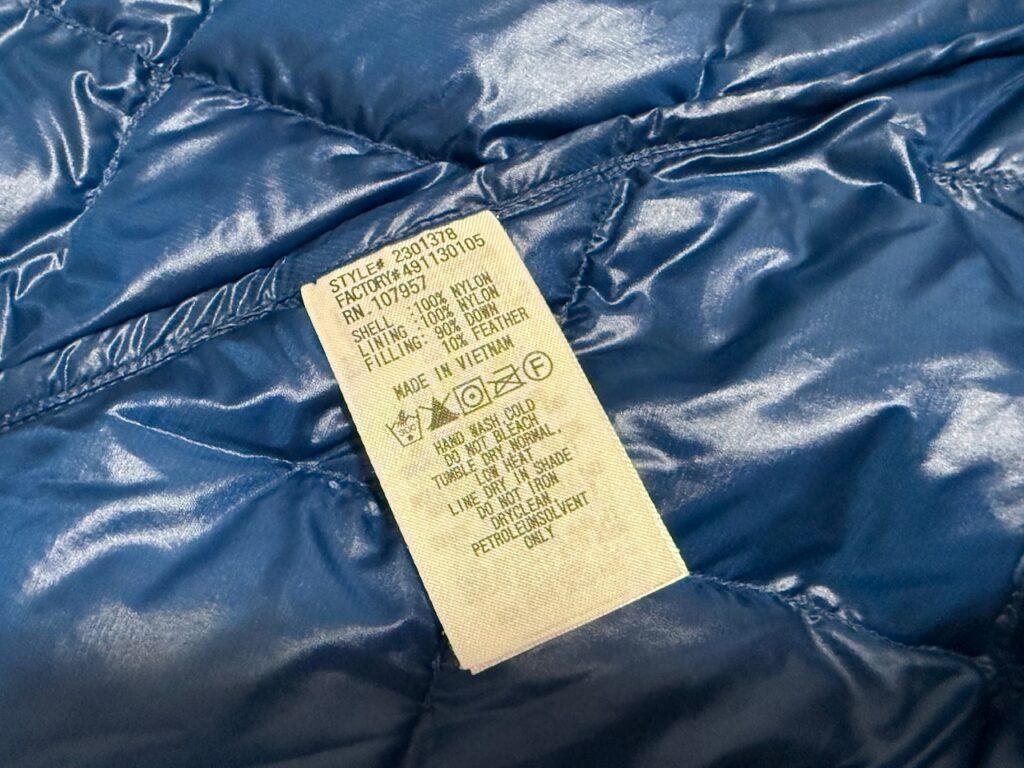 STYLE# 2301378
FACTORY#491130105
RN. 107957
SHELL :100% NYLON
LINING :100% NYLON
FILLING: 90% DOWN
10% FEATHER
MADE IN VIETNAM
F
HAND WASH COLD
DO NOT BLEACH
TUMBLE DRY NORMAL.
LOW HEAT
LINE DRY IN SHADE
DO NOT IRON
DRYCLEAN,
PETROLEUNSOLVENT
ONLY